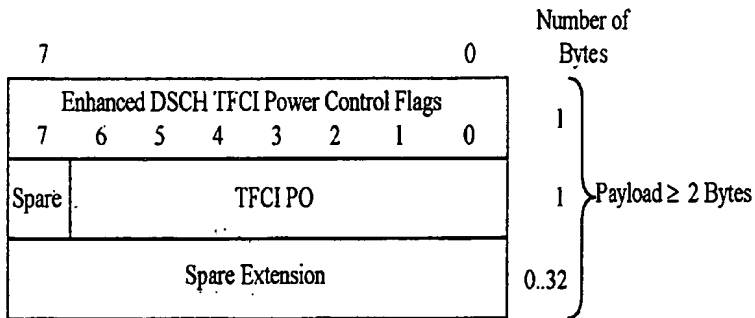 Number of
Bytes
7 0
Enhanced DSCH TFCI Power Control Flags
7 6 5 4 3 2 1 0
1
Spare TFCI PO
1
Payload ≥ 2 Bytes
Spare Extension
0..32